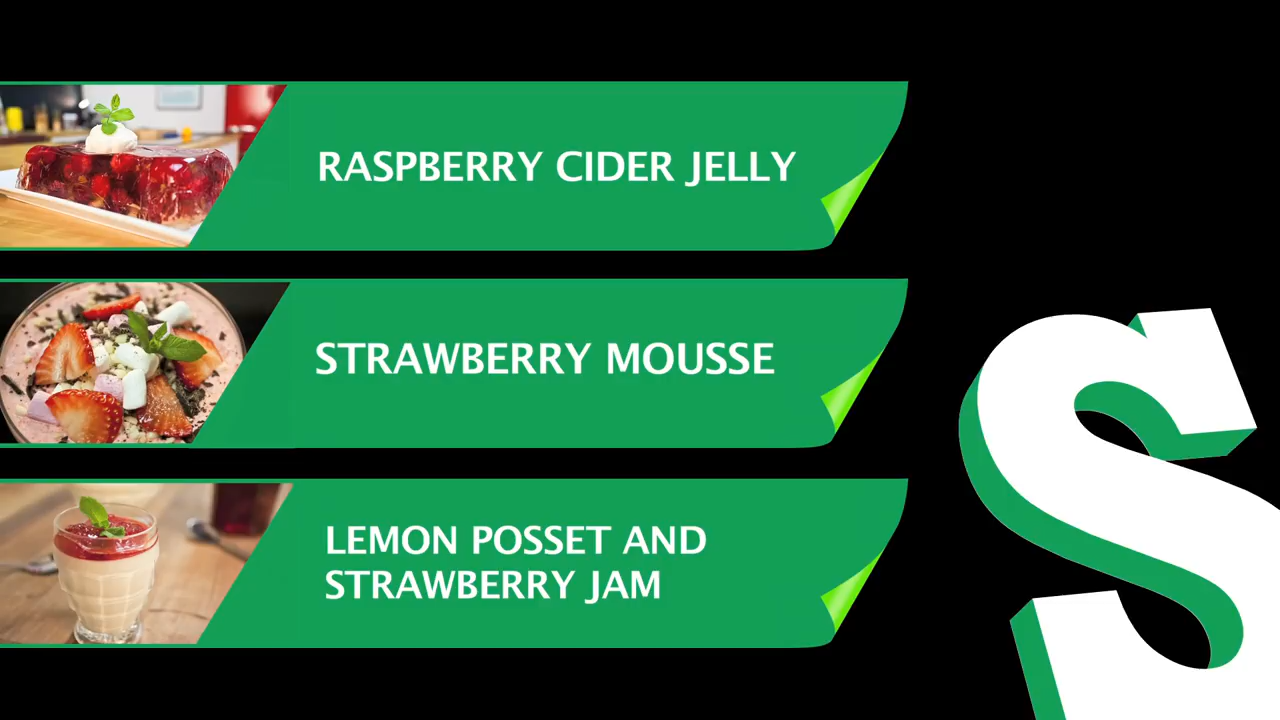 RASPBERRY CIDER JELLY
STRAWBERRY MOUSSE
LEMON POSSET AND
STRAWBERRY JAM
S